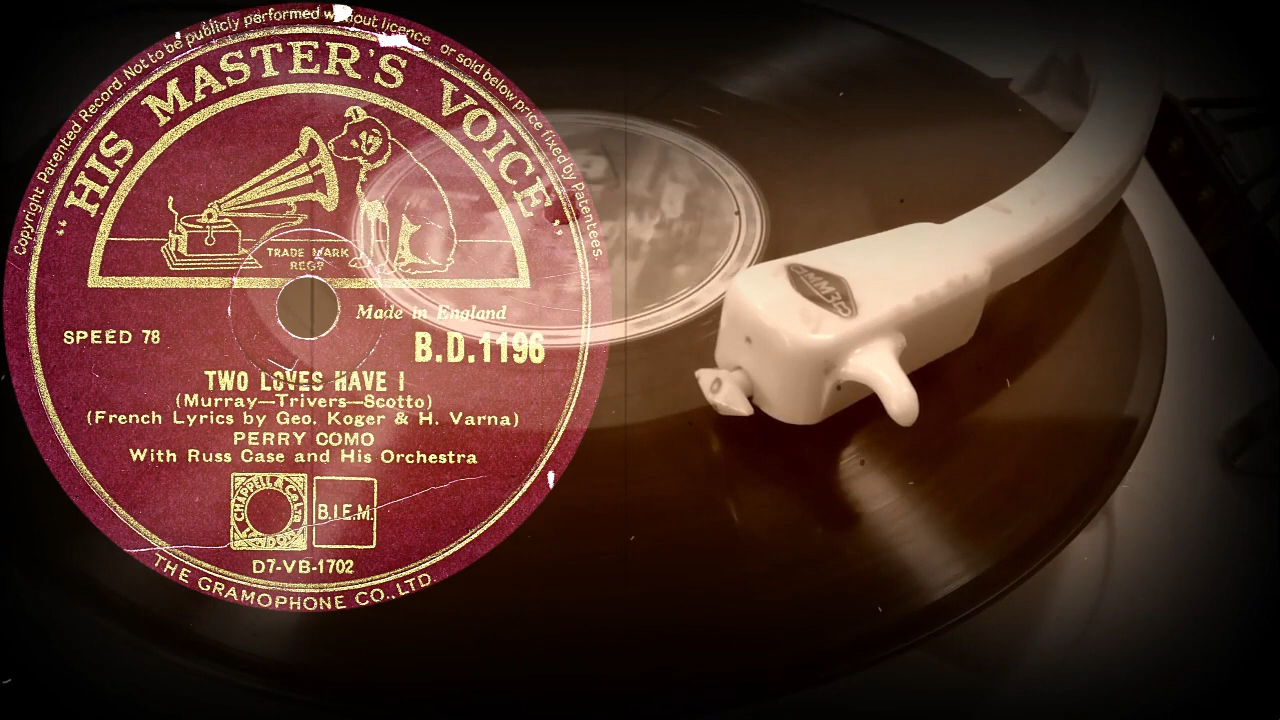 Copyright Patented Record. Not to be publicly performed without licence or sold below price fixed by Patentees.
"HIS MASTER'S VOICE"
TRADE MARK
REGD
Made in England
SPEED 78
B.D.1196
TWO LOVES HAVE I
(Murray—Trivers—Scotto)
(French Lyrics by Geo. Koger & H. Varna)
PERRY COMO
With Russ Case and His Orchestra
CHAPPELL & CO. LTD
LONDON
B.I.E.M.
D7-VB-1702
THE GRAMOPHONE CO., LTD.